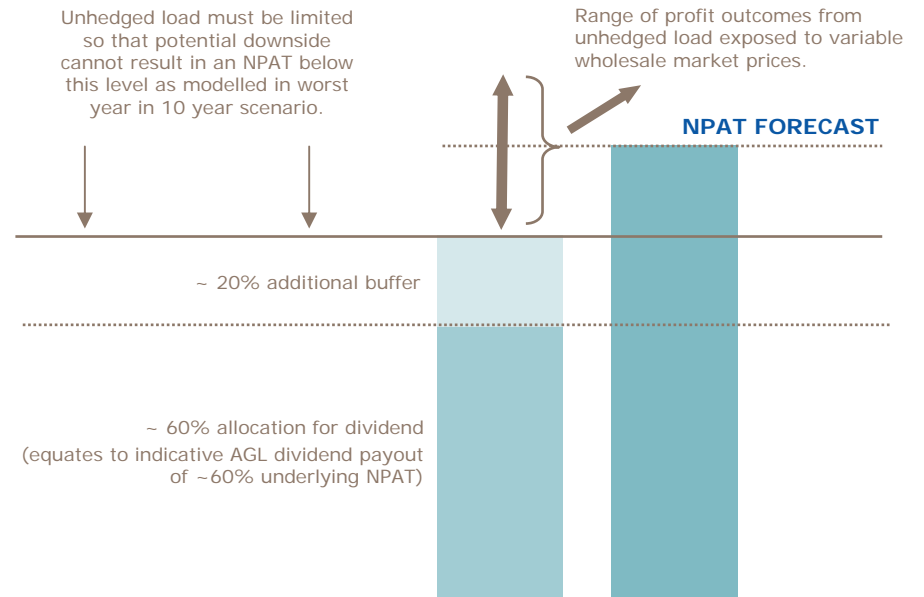 Unhedged load must be limited
so that potential downside
cannot result in an NPAT below
this level as modelled in worst
year in 10 year scenario.
Range of profit outcomes from
unhedged load exposed to variable
wholesale market prices.
NPAT FORECAST
~ 20% additional buffer
~ 60% allocation for dividend
(equates to indicative AGL dividend payout
of ~60% underlying NPAT)